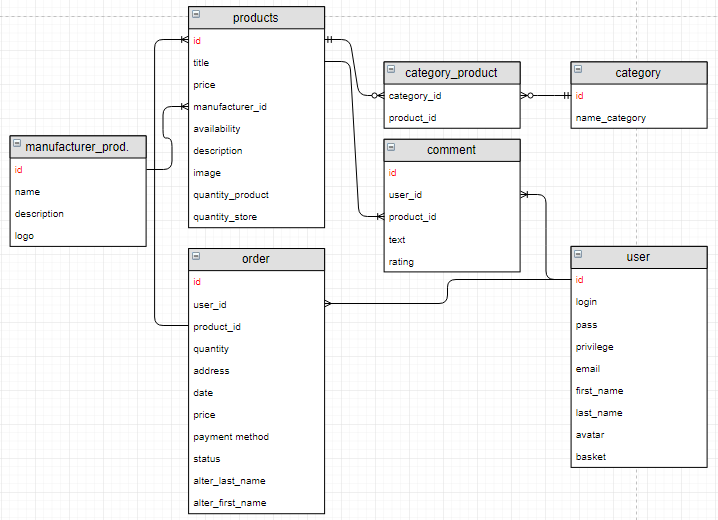 products
id
title
price
manufacturer_id
availability
description
image
quantity_product
quantity_store
category_product
category_id
product_id
category
id
name_category
manufacturer_prod.
id
name
description
logo
comment
id
user_id
product_id
text
rating
order
id
user_id
product_id
quantity
address
date
price
payment method
status
alter_last_name
alter_first_name
user
id
login
pass
privilege
email
first_name
last_name
avatar
basket